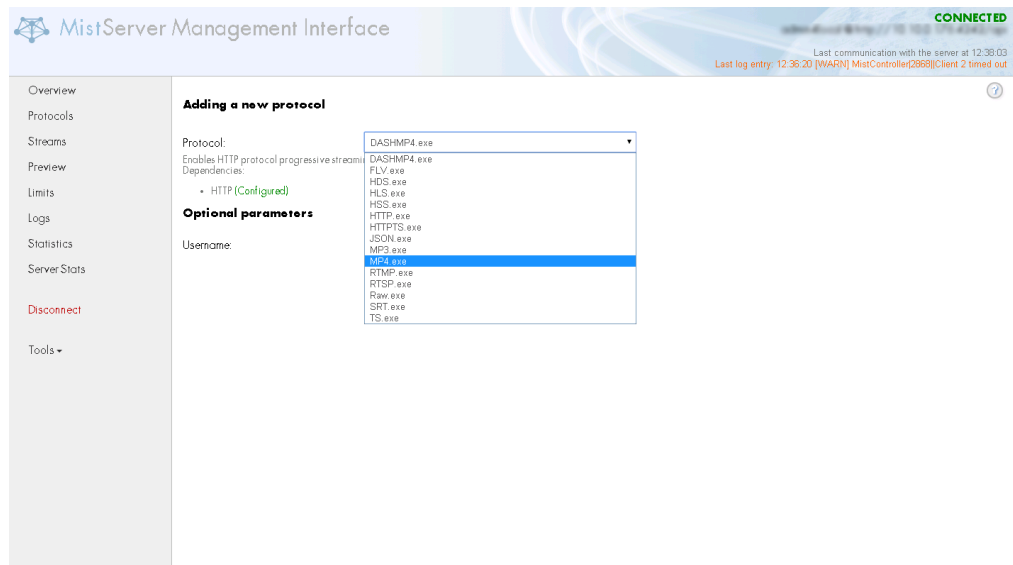 MistServer Management Interface
CONNECTED
Last communication with the server at 12:38:03
Last log entry: 12:36:20 [WARN] MistController|2868||Client 2 timed out
Overview
Protocols
Streams
Preview
Limits
Logs
Statistics
Server Stats
Disconnect
Tools
Adding a new protocol
Protocol:
DASHMP4.exe
Enables HTTP protocol progressive streami
Dependencies:
HTTP (Configured)
Optional parameters
Username:
DASHMP4.exe
FLV.exe
HDS.exe
HLS.exe
HSS.exe
HTTP.exe
HTTPTS.exe
JSON.exe
MP3.exe
MP4.exe
RTMP.exe
RTSP.exe
Raw.exe
SRT.exe
TS.exe